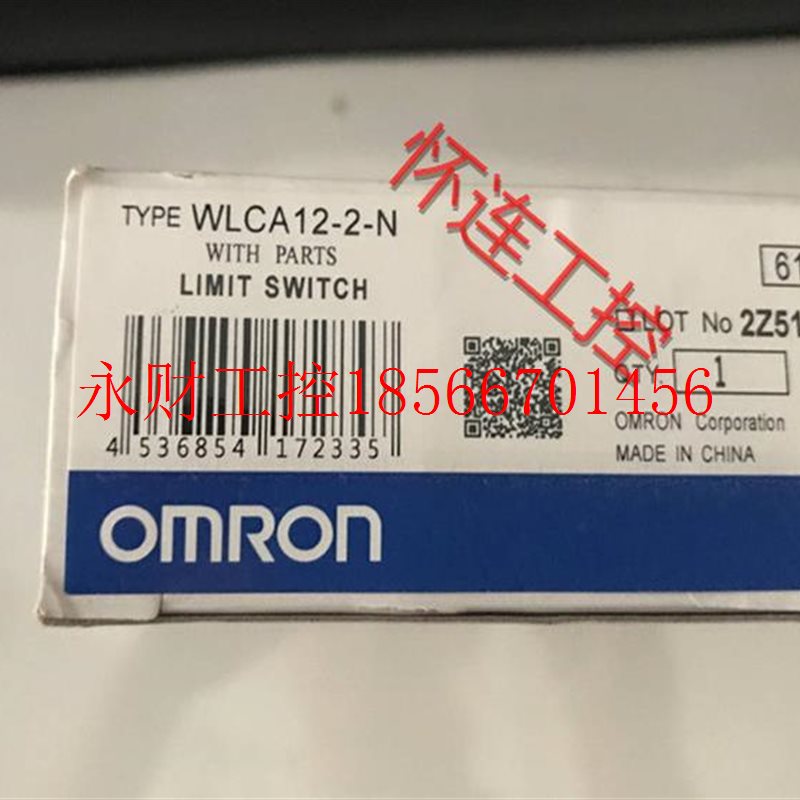 TYPE WLCA12-2-N
WITH PARTS
LIMIT SWITCH
怀连工控
61
LOT No 2Z51
QTY. 1
永财工控18566701456
4 536854 172335
OMRON Corporation
MADE IN CHINA
OMRON